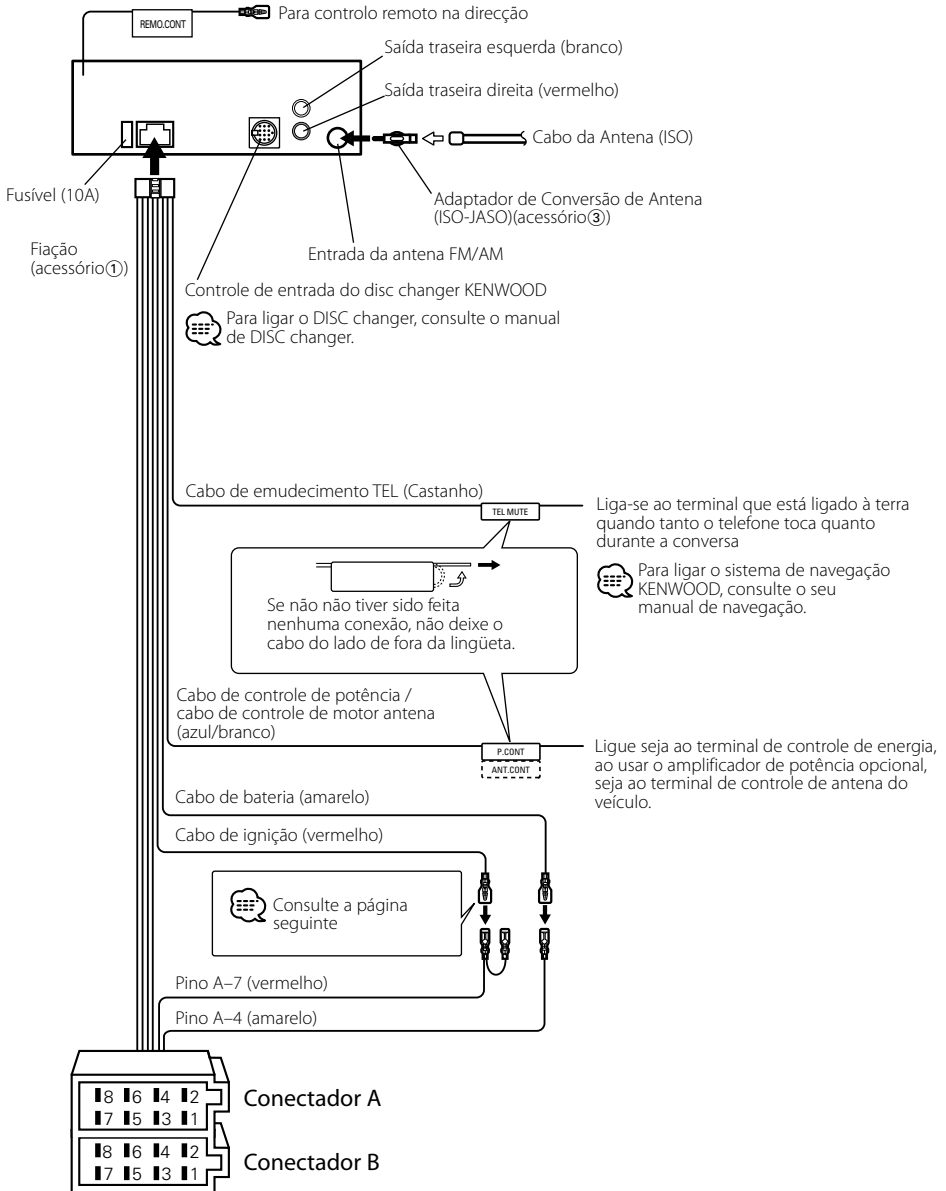 Para controlo remoto na direcção
REMO.CONT
Saída traseira esquerda (branco)
Saída traseira direita (vermelho)
Cabo da Antena (ISO)
Fusível (10A)
Adaptador de Conversão de Antena
(ISO-JASO)(acessório③)
Fiação
(acessório①)
Entrada da antena FM/AM
Controle de entrada do disc changer KENWOOD
Para ligar o DISC changer, consulte o manual
de DISC changer.
Cabo de emudecimento TEL (Castanho)
TEL MUTE
Liga-se ao terminal que está ligado à terra
quando tanto o telefone toca quanto
durante a conversa
Para ligar o sistema de navegação
KENWOOD, consulte o seu
manual de navegação.
Se não não tiver sido feita
nenhuma conexão, não deixe o
cabo do lado de fora da lingüeta.
Cabo de controle de potência /
cabo de controle de motor antena
(azul/branco)
P.CONT
ANT.CONT
Ligue seja ao terminal de controle de energia,
ao usar o amplificador de potência opcional,
seja ao terminal de controle de antena do
veículo.
Cabo de bateria (amarelo)
Cabo de ignição (vermelho)
Consulte a página
seguinte
Pino A–7 (vermelho)
Pino A–4 (amarelo)
8 6 4 2
7 5 3 1
Conectador A
8 6 4 2
7 5 3 1
Conectador B